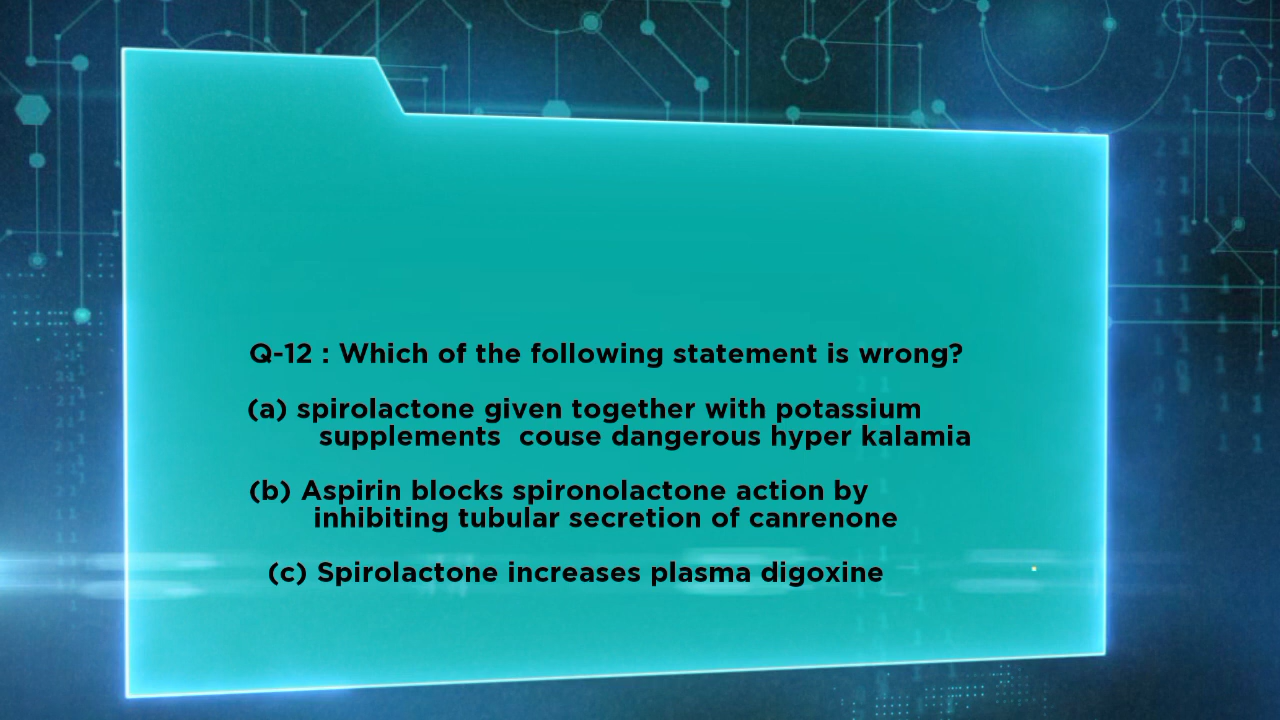 Q-12 : Which of the following statement is wrong?
(a) spirolactone given together with potassium
supplements couse dangerous hyper kalamia
(b) Aspirin blocks spironolactone action by
inhibiting tubular secretion of canrenone
(c) Spirolactone increases plasma digoxine